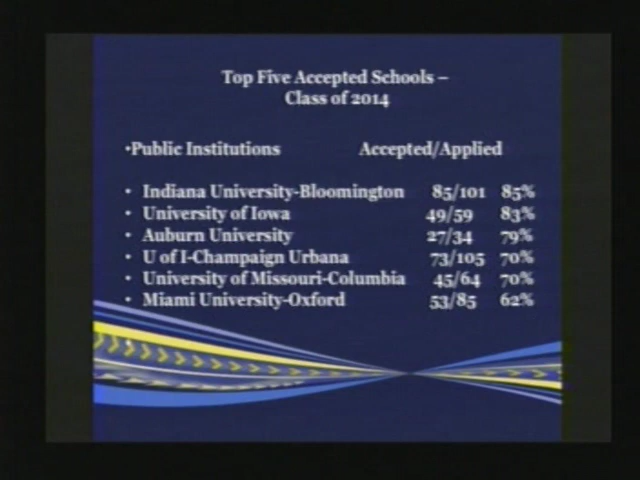 Top Five Accepted Schools –
Class of 2014
•Public Institutions Accepted/Applied
• Indiana University-Bloomington 85/101 85%
• University of Iowa 49/59 83%
• Auburn University 27/34 79%
• U of I-Champaign Urbana 73/105 70%
• University of Missouri-Columbia 45/64 70%
• Miami University-Oxford 53/85 62%